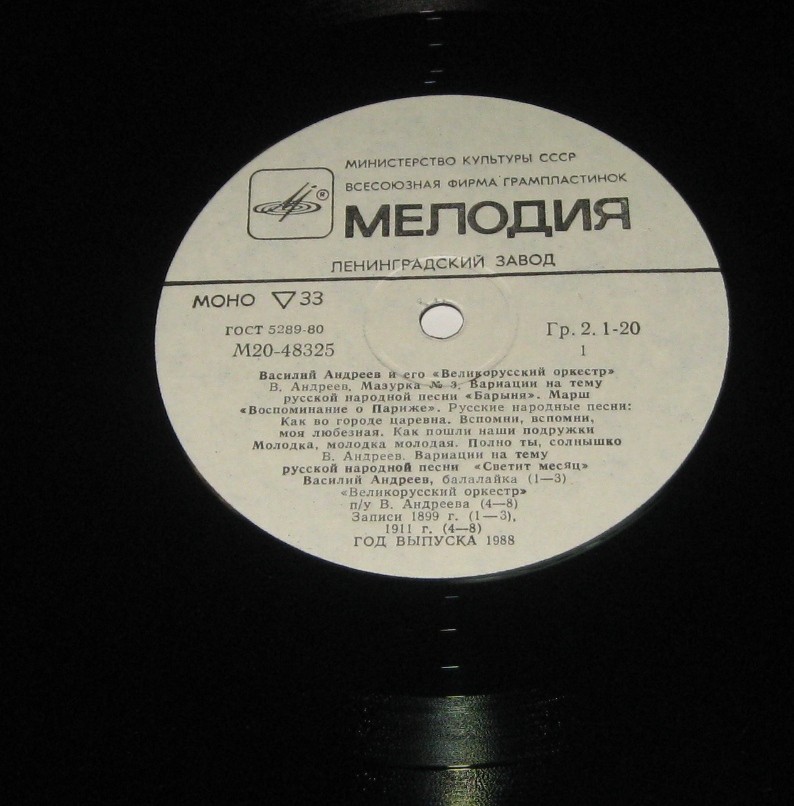 МИНИСТЕРСТВО КУЛЬТУРЫ СССР
ВСЕСОЮЗНАЯ ФИРМА ГРАМПЛАСТИНОК
®
МЕЛОДИЯ
ЛЕНИНГРАДСКИЙ ЗАВОД
МОНО ▽ 33
ГОСТ 5289-80
Гр. 2. 1-20
М20-48325
1
Василий Андреев и его «Великорусский оркестр»
В. Андреев. Мазурка № 3, Вариации на тему
русской народной песни «Барыня». Марш
«Воспоминание о Париже». Русские народные песни:
Как во городе царевна. Вспомни, вспомни,
моя любезная. Как пошли наши подружки
Молодка, молодка молодая. Полно ты, солнышко
В. Андреев. Вариации на тему
русской народной песни «Светит месяц»
Василий Андреев, балалайка (1—3)
«Великорусский оркестр»
п/у В. Андреева (4—8)
Записи 1899 г. (1—3),
1911 г. (4—8)
ГОД ВЫПУСКА 1988